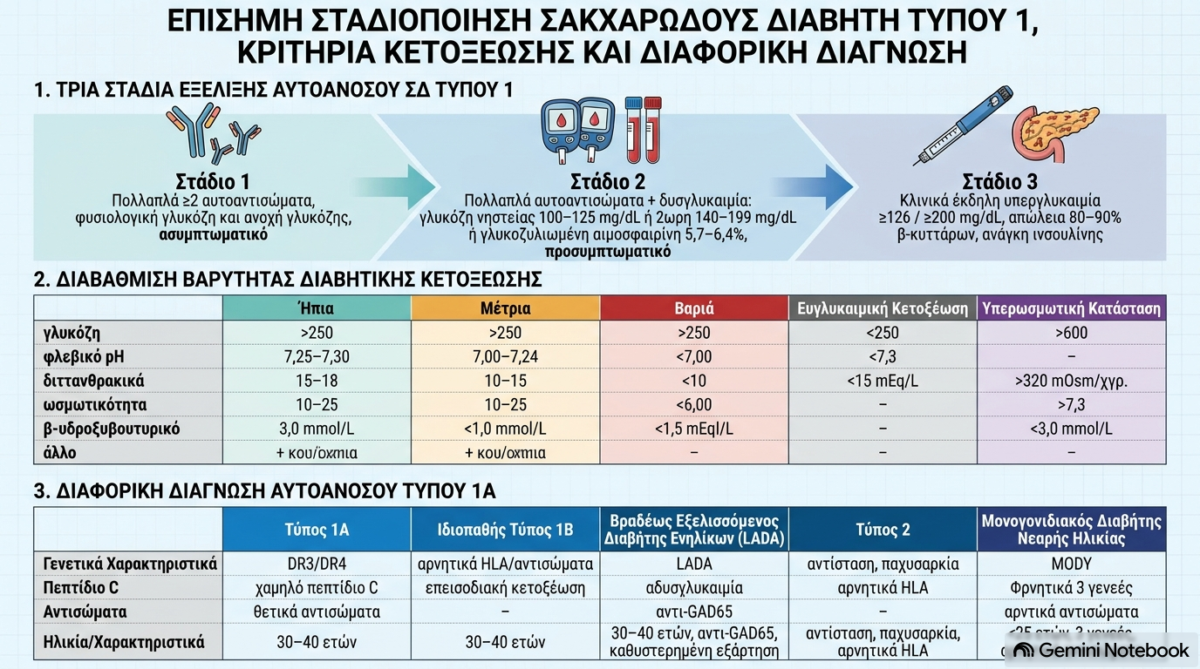 ΕΠΙΣΗΜΗ ΣΤΑΔΙΟΠΟΙΗΣΗ ΣΑΚΧΑΡΩΔΟΥΣ ΔΙΑΒΗΤΗ ΤΥΠΟΥ 1,
ΚΡΙΤΗΡΙΑ ΚΕΤΟΞΕΩΣΗΣ ΚΑΙ ΔΙΑΦΟΡΙΚΗ ΔΙΑΓΝΩΣΗ
1. ΤΡΙΑ ΣΤΑΔΙΑ ΕΞΕΛΙΞΗΣ ΑΥΤΟΑΝΟΣΟΥ ΣΔ ΤΥΠΟΥ 1
Στάδιο 1
Πολλαπλά ≥2 αυτοαντισώματα,
φυσιολογική γλυκόζη και ανοχή γλυκόζης,
ασυμπτωματικό
Στάδιο 2
Πολλαπλά αυτοαντισώματα + δυσγλυκαιμία:
γλυκόζη νηστείας 100–125 mg/dL ή 2ωρη 140–199 mg/dL
ή γλυκοζυλιωμένη αιμοσφαιρίνη 5,7–6,4%,
προσυμπτωματικό
Στάδιο 3
Κλινικά έκδηλη υπεργλυκαιμία
≥126 / ≥200 mg/dL, απώλεια 80–90%
β-κυττάρων, ανάγκη ινσουλίνης
2. ΔΙΑΒΑΘΜΙΣΗ ΒΑΡΥΤΗΤΑΣ ΔΙΑΒΗΤΙΚΗΣ ΚΕΤΟΞΕΩΣΗΣ
Ήπια Μέτρια Βαριά Ευγλυκαιμική Κετοξέωση Υπερωσμωτική Κατάσταση
γλυκόζη >250 >250 >250 <250 >600
φλεβικό pH 7,25–7,30 7,00–7,24 <7,00 <7,3 –
διττανθρακικά 15–18 10–15 <10 <15 mEq/L >320 mOsm/χγρ.
ωσμωτικότητα 10–25 10–25 <6,00 – >7,3
β-υδροξυβουτυρικό 3,0 mmol/L <1,0 mmol/L <1,5 mEql/L – <3,0 mmol/L
άλλο + – – –
3. ΔΙΑΦΟΡΙΚΗ ΔΙΑΓΝΩΣΗ ΑΥΤΟΑΝΟΣΟΥ ΤΥΠΟΥ 1Α
Τύπος 1Α Ιδιοπαθής Τύπος 1Β Βραδέως Εξελισσόμενος Διαβήτης Ενηλίκων (LADA) Τύπος 2 Μονογονιδιακός Διαβήτης Νεαρής Ηλικίας
Γενετικά Χαρακτηριστικά DR3/DR4 αρνητικά HLA/αντισώματα LADA αντίσταση, παχυσαρκία MODY
Πεπτίδιο C χαμηλό πεπτίδιο C επεισοδιακή κετοξέωση αδυσγλυκαιμία αρνητικά HLA Φρνητικά 3 γενεές
Αντισώματα θετικά αντισώματα – αντι-GAD65 – αρντικά αντισώματα
Ηλικία/Χαρακτηριστικά 30–40 ετών 30–40 ετών 30–40 ετών, αντι-GAD65, καθυστερημένη εξάρτηση αντίσταση, παχυσαρκία, αρνητικά HLA
Gemini Notebook